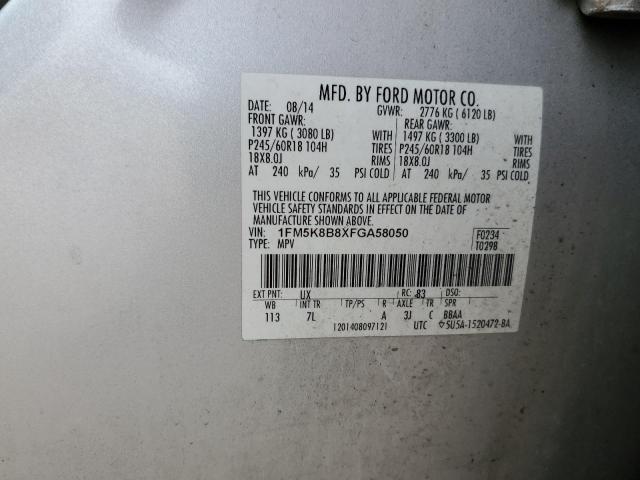 MFD. BY FORD MOTOR CO.
DATE: 08/14 GVWR: 2776 KG ( 6120 LB)
FRONT GAWR: REAR GAWR:
1397 KG ( 3080 LB) WITH 1497 KG ( 3300 LB) WITH
P245/60R18 104H TIRES P245/60R18 104H TIRES
18X8.0J RIMS 18X8.0J RIMS
AT 240 kPa/ 35 PSI COLD AT 240 kPa/ 35 PSI COLD
THIS VEHICLE CONFORMS TO ALL APPLICABLE FEDERAL MOTOR
VEHICLE SAFETY STANDARDS IN EFFECT ON THE DATE OF
MANUFACTURE SHOWN ABOVE.
VIN: 1FM5K8B8XFGA58050 F0234
TYPE: MPV T0298
EXT PNT: UX RC: 83 DSO:
WB INT TR TP/PS R AXLE TR SPR
113 7L A 3J C BBAA
1201408097121 UTC 5U5A-1520472-BA